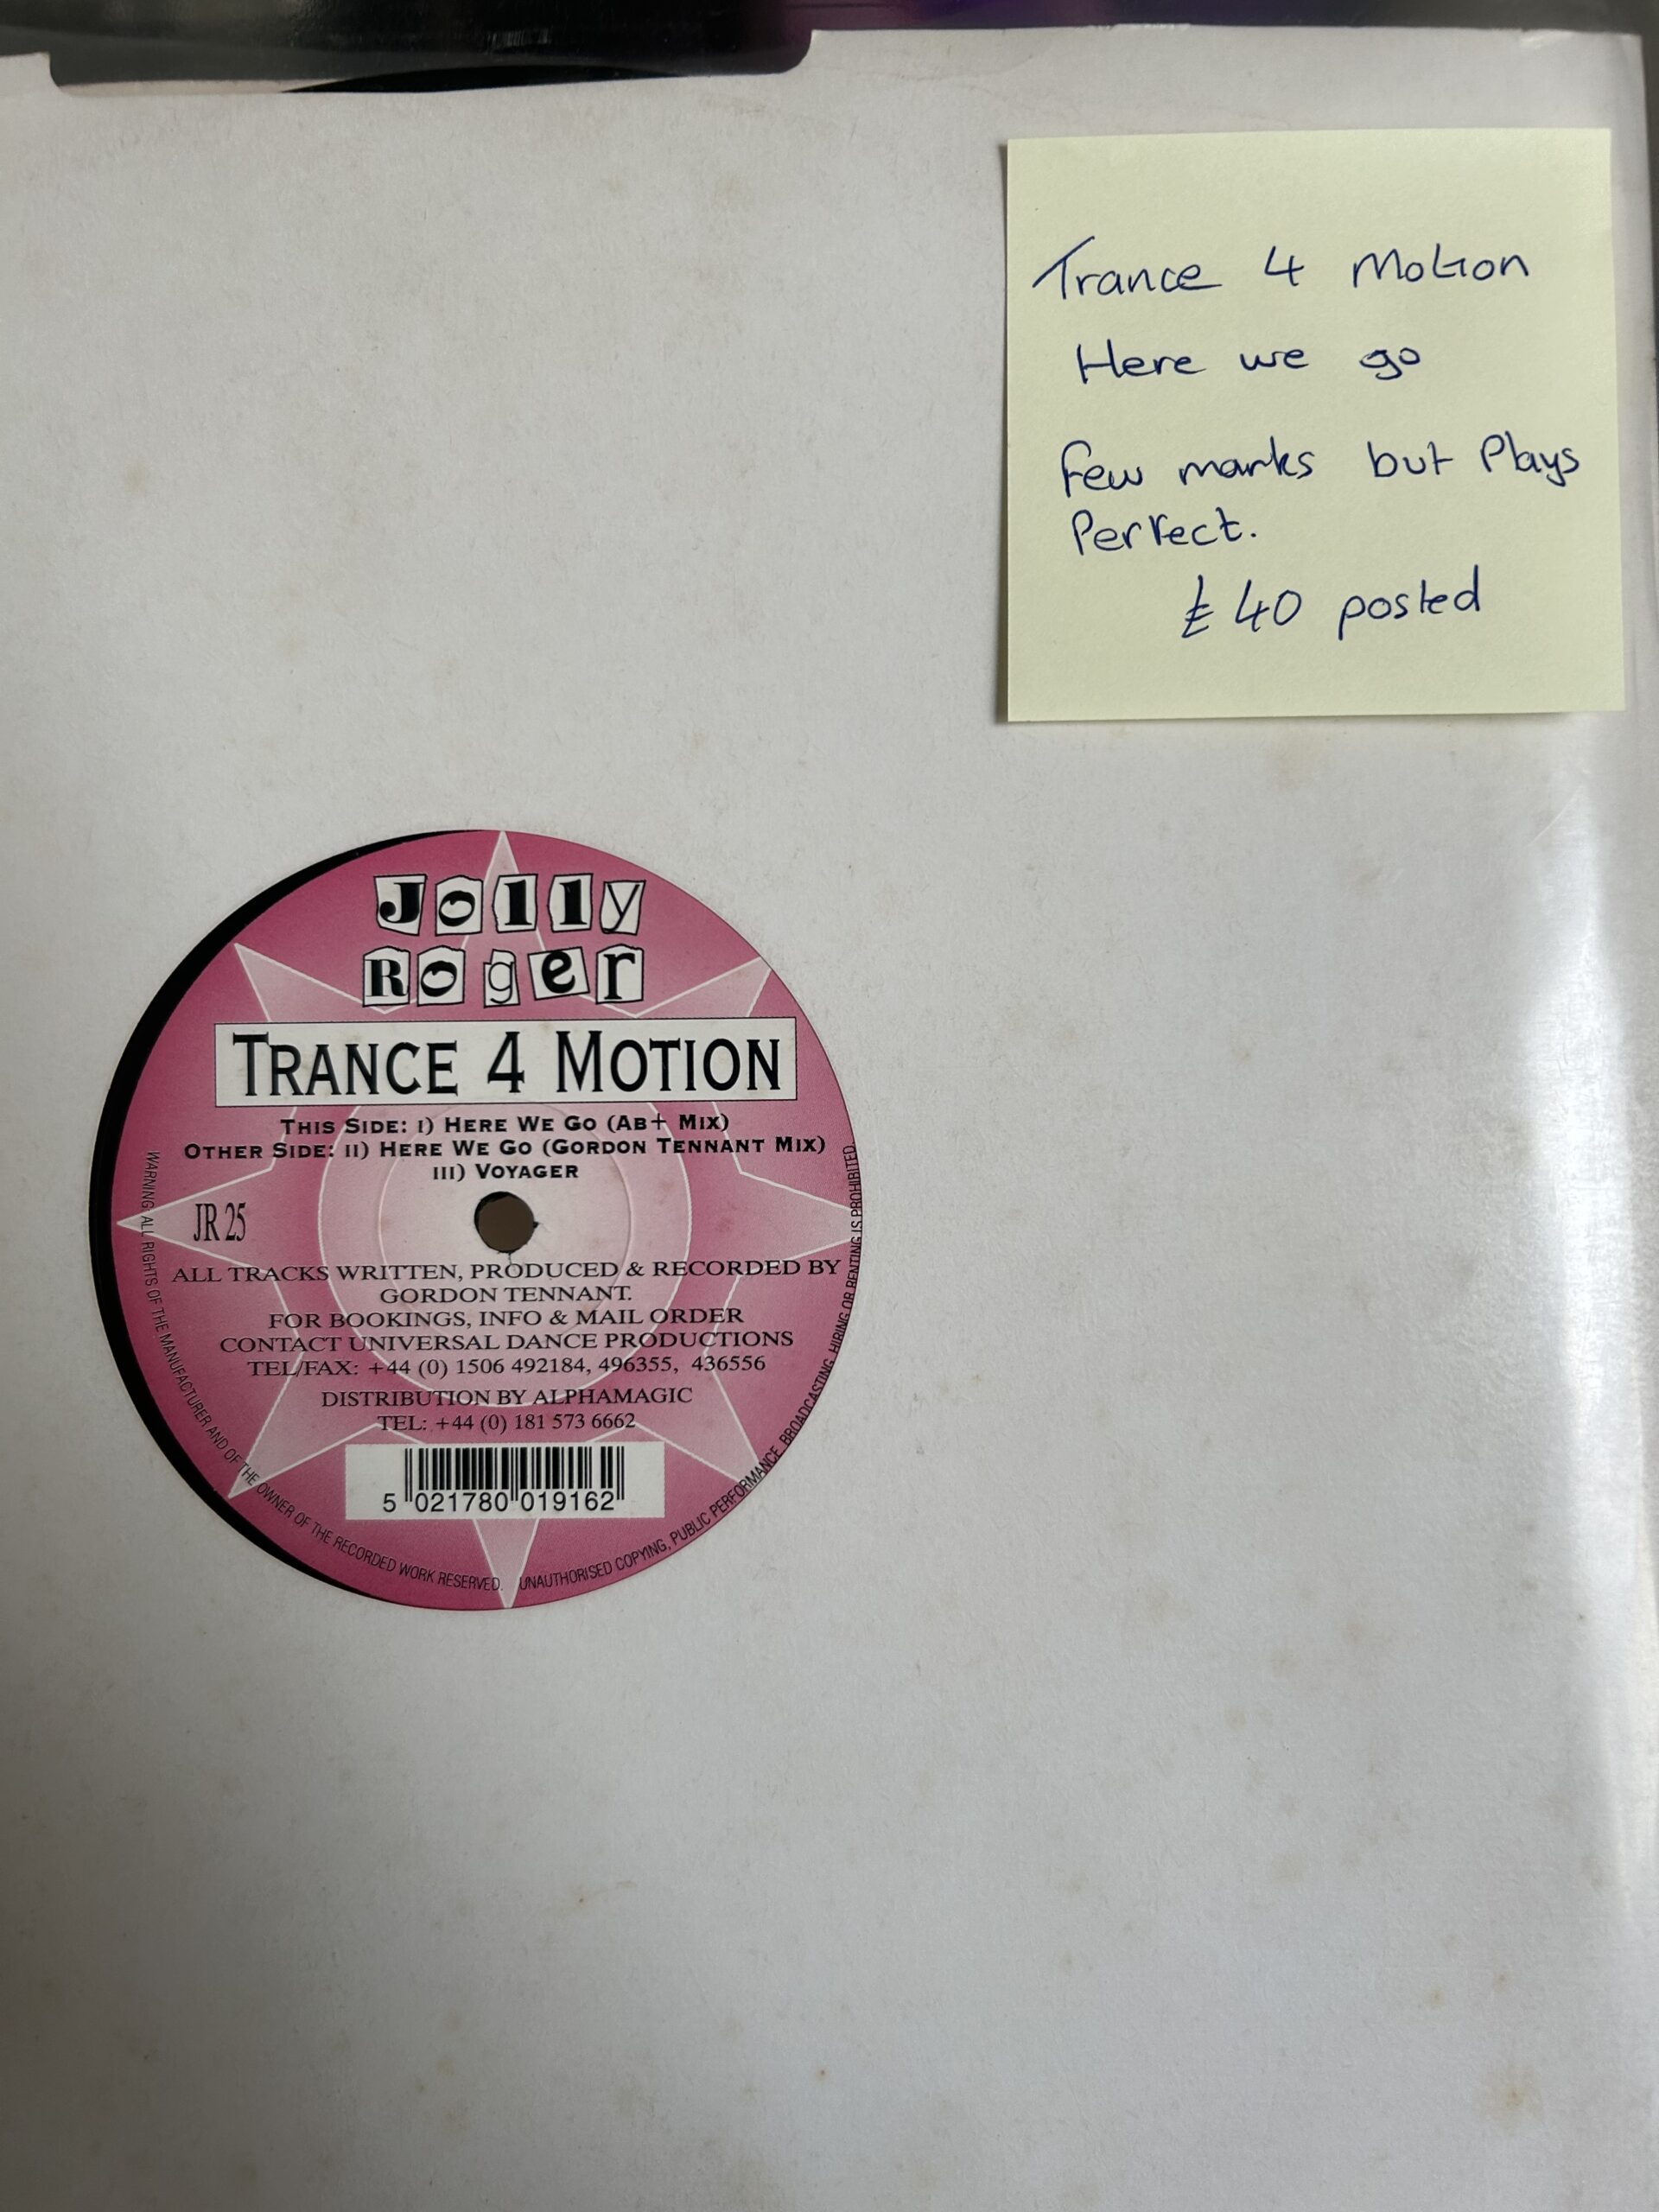 Trance 4 Motion
Here we go
Few marks but Plays
Perfect.
£40 posted
Jolly
Roger
TRANCE 4 MOTION
THIS SIDE: I) HERE WE GO (AB+ MIX)
OTHER SIDE: II) HERE WE GO (GORDON TENNANT MIX)
III) VOYAGER
JR 25
ALL TRACKS WRITTEN, PRODUCED & RECORDED BY
GORDON TENNANT.
FOR BOOKINGS, INFO & MAIL ORDER
CONTACT UNIVERSAL DANCE PRODUCTIONS
TEL/FAX: +44 (0) 1506 492184, 496355, 436556
DISTRIBUTION BY ALPHAMAGIC
TEL: +44 (0) 181 573 6662
5 021780 019162
WARNING. ALL RIGHTS OF THE MANUFACTURER AND OF THE OWNER OF THE RECORDED WORK RESERVED. UNAUTHORISED COPYING, PUBLIC PERFORMANCE, BROADCASTING, HIRING OR RENTING IS PROHIBITED.